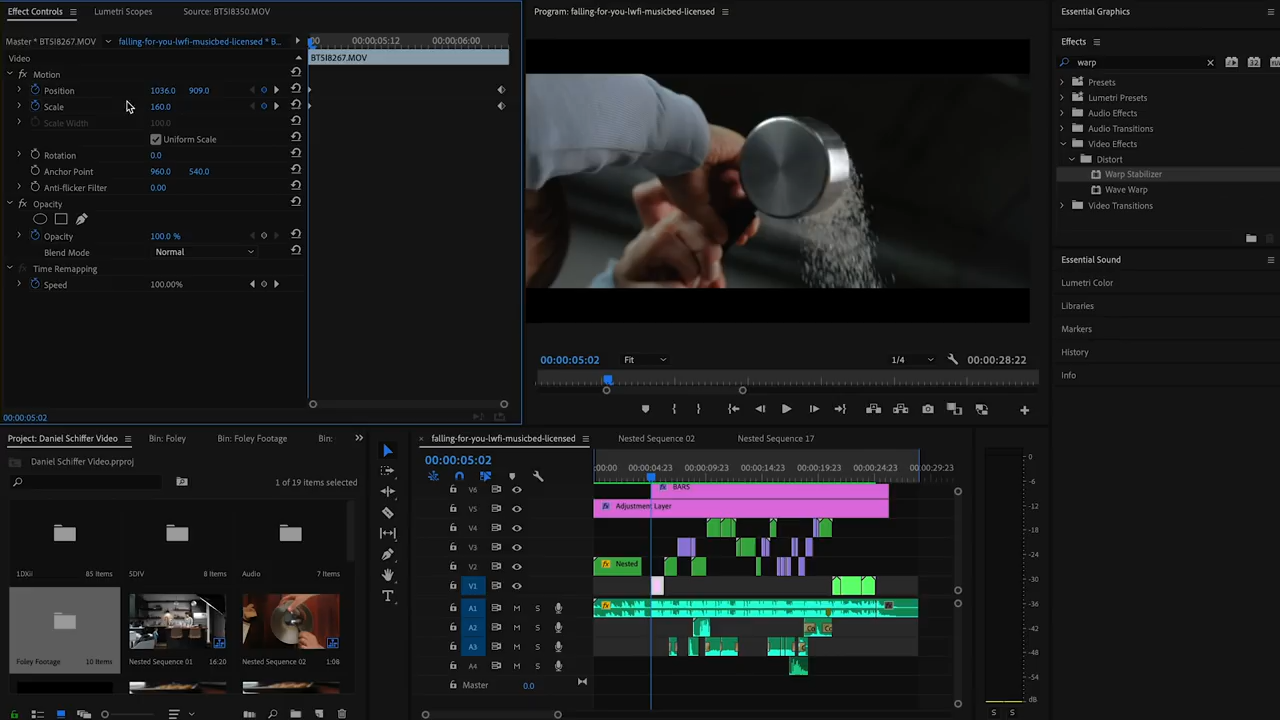 Effect Controls
Lumetri Scopes
Source: BT5I8350.MOV
Program: falling-for-you-lwfi-musicbed-licensed
Essential Graphics
Master * BT5I8267.MOV
falling-for-you-lwfi-musicbed-licensed * B...
:00
00;00;05;12
00;00;06;00
Effects
Video
BT5I8267.MOV
warp
Motion
Position 1036.0 909.0
Scale 160.0
Scale Width 100.0
Uniform Scale
Rotation 0.0
Anchor Point 960.0 540.0
Anti-flicker Filter 0.00
Opacity
Opacity 100.0 %
Blend Mode Normal
Time Remapping
Speed 100.00%
00;00;05;02
Presets
Lumetri Presets
Audio Effects
Audio Transitions
Video Effects
Distort
Warp Stabilizer
Wave Warp
Video Transitions
Essential Sound
Lumetri Color
Libraries
Markers
History
Info
00;00;05;02
Fit
1/4
00;00;28;22
Project: Daniel Schiffer Video
Bin: Foley
Bin: Foley Footage
Bin:
Daniel Schiffer Video.prproj
1 of 19 items selected
1DXii 85 Items
5DIV 8 Items
Audio 7 Items
Foley Footage 10 Items
Nested Sequence 01 16:20
Nested Sequence 02 1:08
falling-for-you-lwfi-musicbed-licensed
Nested Sequence 02
Nested Sequence 17
00;00;05;02
:00;00
00;00;04;23
00;00;09;23
00;00;14;23
00;00;19;23
00;00;24;23
00;00;29;23
V6
fx BARS
V5
fx Adjustment Layer
V4
V3
V2
fx Nested
V1
A1 M S
A2 M S
A3 M S
A4 M S
Master 0.0
0
-6
-12
-18
-24
-30
-36
-42
-48
-54
dB
S S